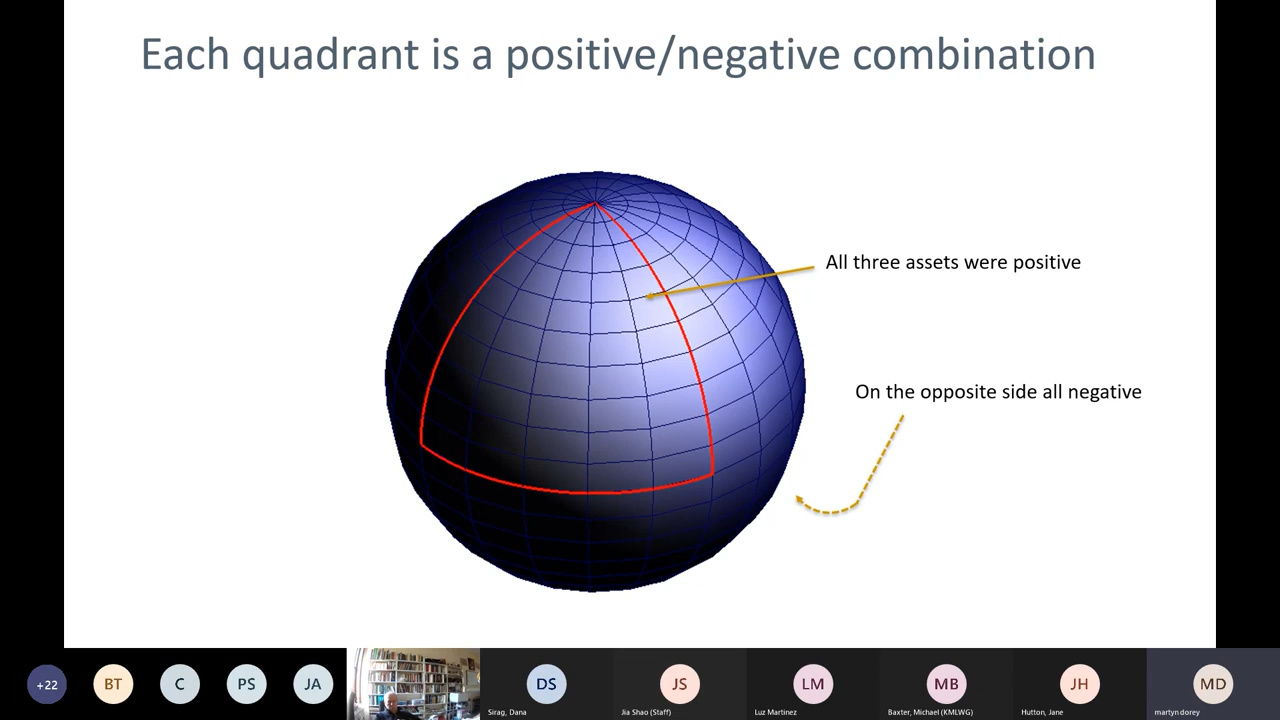 Each quadrant is a positive/negative combination
All three assets were positive
On the opposite side all negative
+22
BT
C
PS
JA
DS
JS
LM
MB
JH
MD
Sirag, Dana
Jia Shao (Staff)
Luz Martinez
Baxter, Michael (KMLWG)
Hutton, Jane
martyn dorey